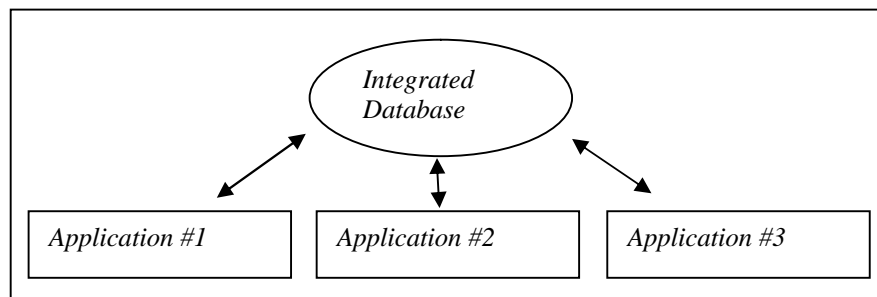 Integrated
Database
Application #1
Application #2
Application #3